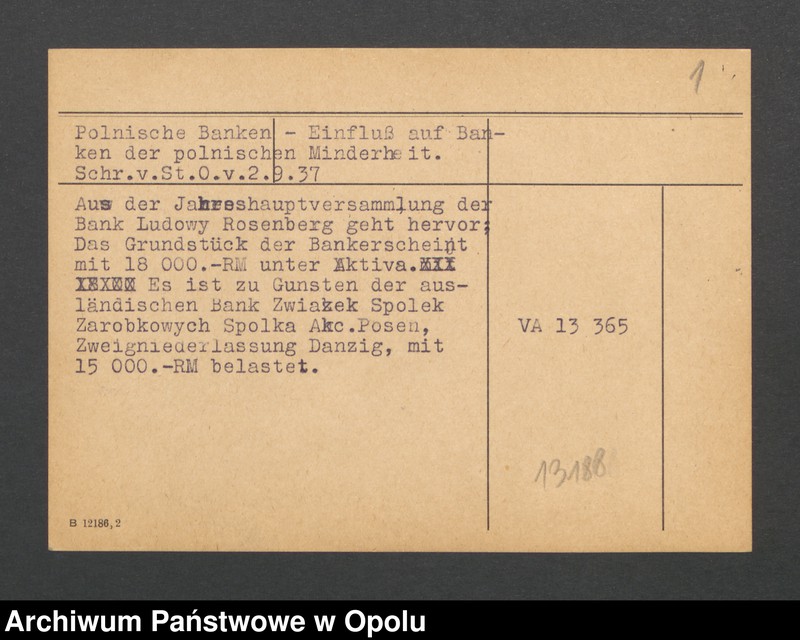 1
Polnische Banken - Einfluß auf Ban-
ken der polnischen Minderheit.
Schr.v.St.O.v.2.9.37
Aus der Jahreshauptversammlung der
Bank Ludowy Rosenberg geht hervor;
Das Grundstück der Bankerscheint
mit 18 000.-RM unter Aktiva.
Es ist zu Gunsten der aus-
ländischen Bank Zwiazek Spolek
Zarobkowych Spolka Akc.Posen,
Zweigniederlassung Danzig, mit
15 000.-RM belastet.
VA 13 365
13188
B 12186, 2
Archiwum Państwowe w Opolu